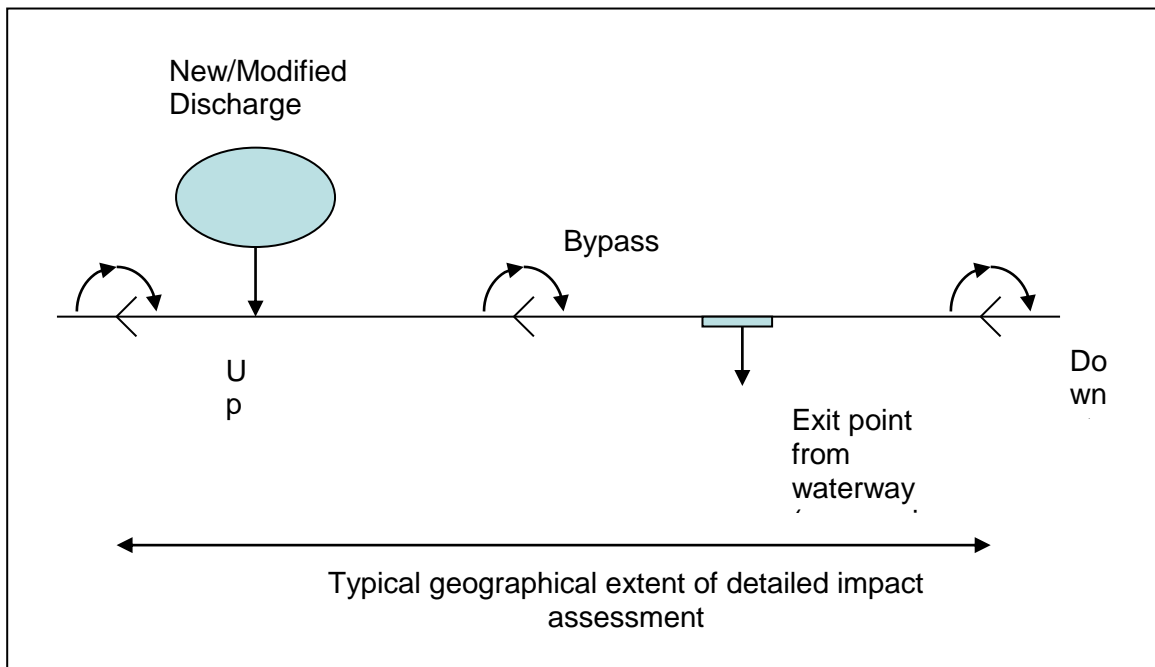 New/Modified
Discharge
Bypass
U
p
Do
wn
Exit point
from
waterway
Typical geographical extent of detailed impact
assessment